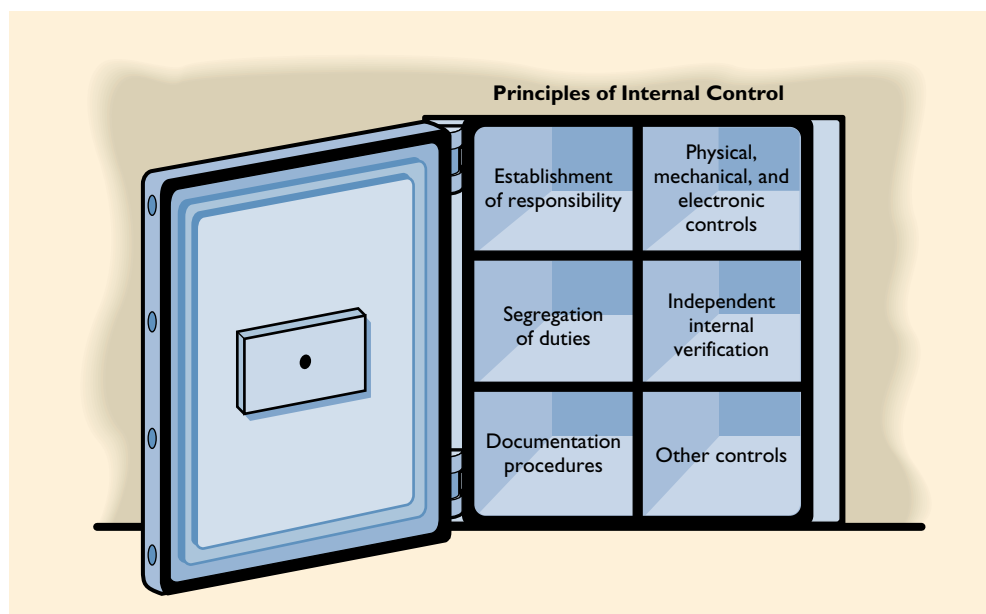 Principles of Internal Control
Establishment
of responsibility
Physical,
mechanical, and
electronic
controls
Segregation
of duties
Independent
internal
verification
Documentation
procedures
Other controls